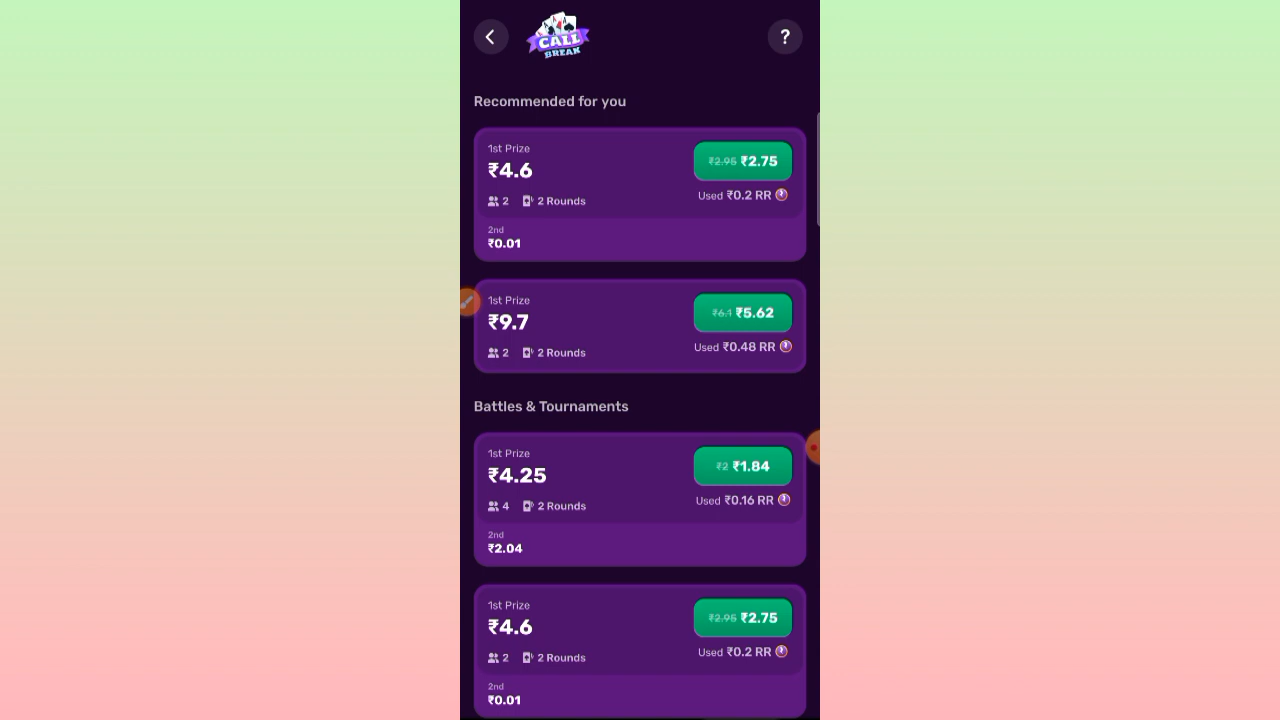 CALL
BREAK
?
Recommended for you
1st Prize
₹4.6
₹2.95 ₹2.75
Used ₹0.2 RR
2
2 Rounds
2nd
₹0.01
1st Prize
₹9.7
₹6.1 ₹5.62
Used ₹0.48 RR
2
2 Rounds
Battles & Tournaments
1st Prize
₹4.25
₹2 ₹1.84
Used ₹0.16 RR
4
2 Rounds
2nd
₹2.04
1st Prize
₹4.6
₹2.95 ₹2.75
Used ₹0.2 RR
2
2 Rounds
2nd
₹0.01